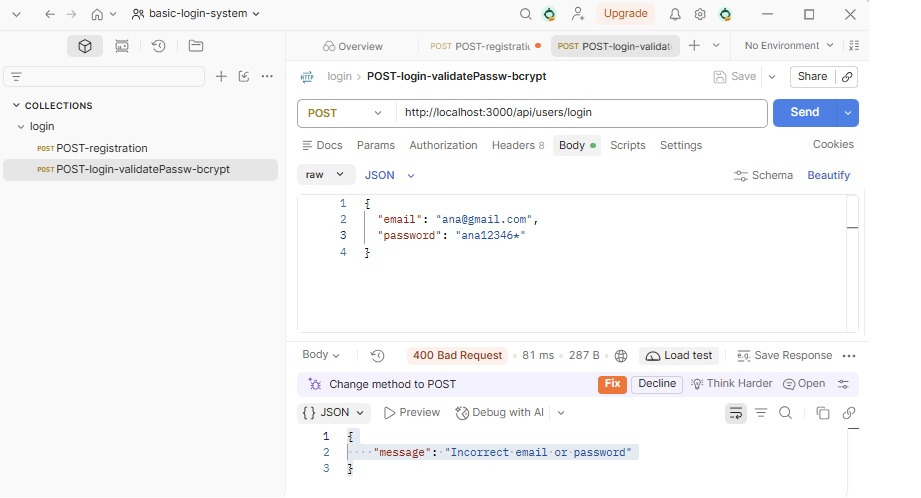 basic-login-system
Upgrade
Overview
POST POST-registratic
POST POST-login-validat
No Environment
COLLECTIONS
login
POST POST-registration
POST POST-login-validatePassw-bcrypt
HTTP login > POST-login-validatePassw-bcrypt
Save
Share
POST
http://localhost:3000/api/users/login
Send
Docs Params Authorization Headers 8 Body Scripts Settings Cookies
raw JSON Schema Beautify
1 {
2 "email": "ana@gmail.com",
3 "password": "ana12346*"
4 }
Body 400 Bad Request • 81 ms • 287 B Load test e.g. Save Response
Change method to POST Fix Decline Think Harder Open
{ } JSON Preview Debug with AI
1 {
2 ····"message":·"Incorrect·email·or·password"
3 }